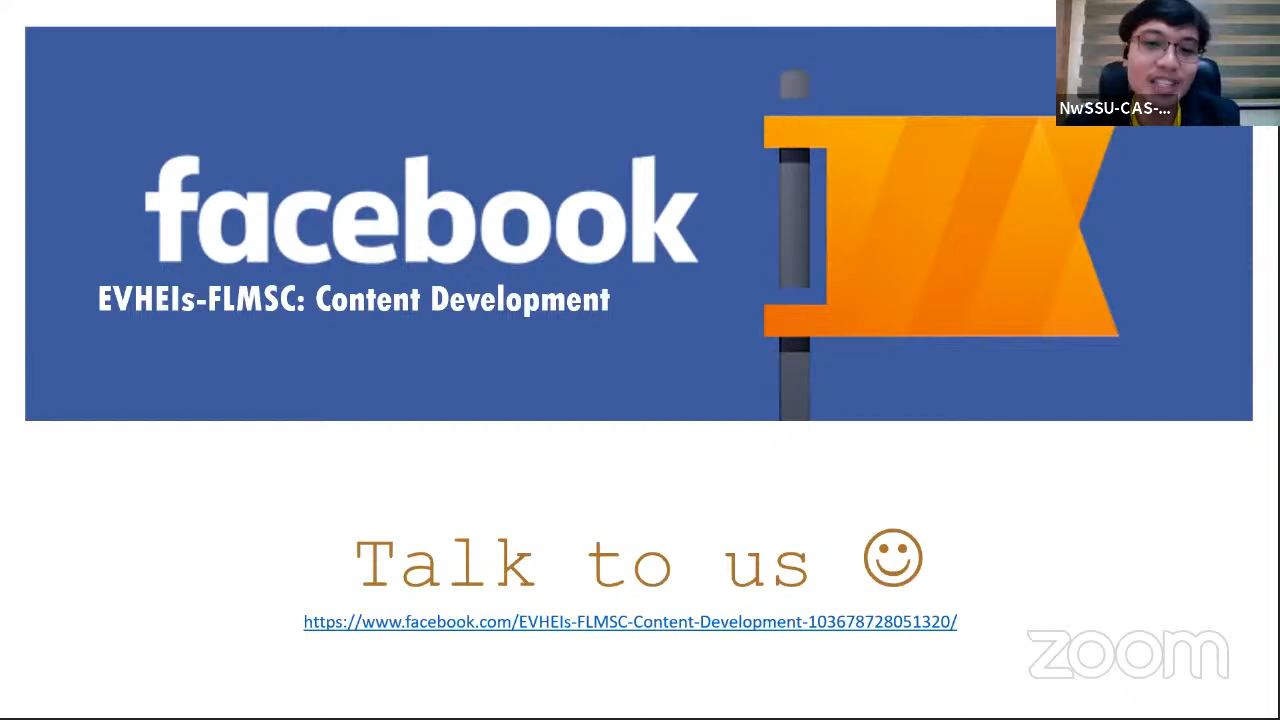 NwSSU-CAS-...
facebook
EVHEIs-FLMSC: Content Development
Talk to us
https://www.facebook.com/EVHEIs-FLMSC-Content-Development-103678728051320/
zoom